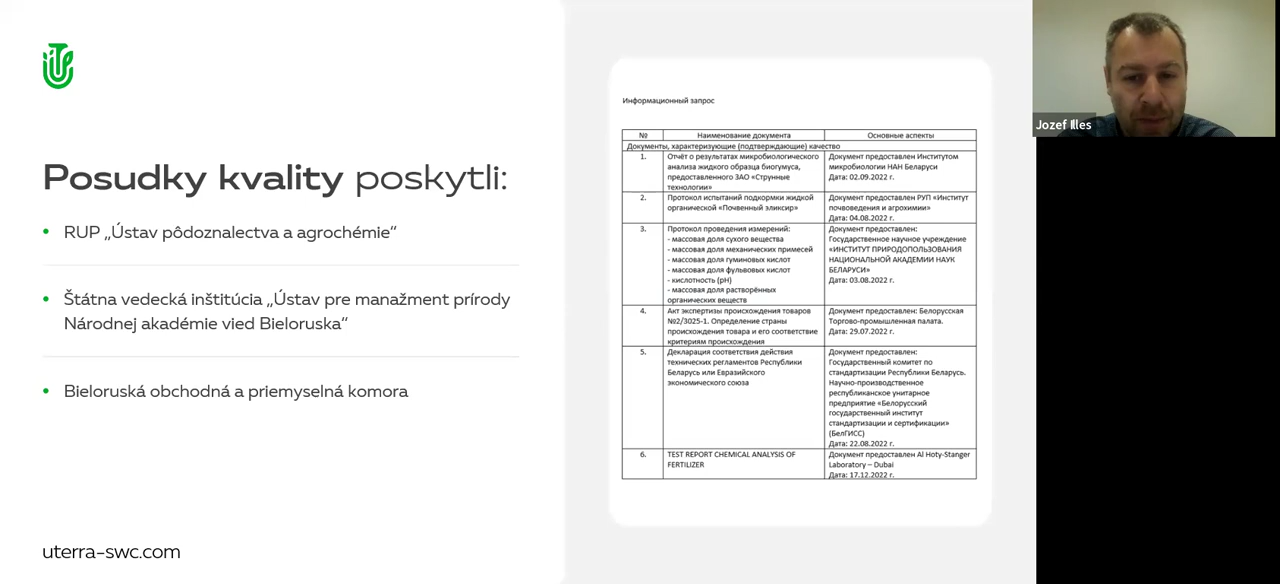 Posudky kvality poskytli:
RUP „Ústav pôdoznalectva a agrochémie“
Štátna vedecká inštitúcia „Ústav pre manažment prírody
Národnej akadémie vied Bieloruska“
Bieloruská obchodná a priemyselná komora
uterra-swc.com
Информационный запрос
№ Наименование документа Основные аспекты
Документы, характеризующие (подтверждающие) качество
1.
Отчёт о результатах микробиологического
анализа жидкого образца биогумуса,
предоставленного ЗАО «Струнные
технологии»
Документ предоставлен Институтом
микробиологии НАН Беларуси
Дата: 02.09.2022 г.
2.
Протокол испытаний подкормки жидкой
органической «Почвенный эликсир»
Документ предоставлен РУП «Институт
почвоведения и агрохимии»
Дата: 04.08.2022 г.
3.
Протокол проведения измерений:
- массовая доля сухого вещества
- массовая доля механических примесей
- массовая доля гуминовых кислот
- массовая доля фульвовых кислот
- кислотность (pH)
- массовая доля растворённых
органических веществ
Документ предоставлен:
Государственное научное учреждение
«ИНСТИТУТ ПРИРОДОПОЛЬЗОВАНИЯ
НАЦИОНАЛЬНОЙ АКАДЕМИИ НАУК
БЕЛАРУСИ»
Дата: 03.08.2022 г.
4.
Акт экспертизы происхождения товаров
№2/3025-1. Определение страны
происхождения товара и его соответствие
критериям происхождения
Документ предоставлен: Белорусская
Торгово-промышленная палата.
Дата: 29.07.2022 г.
5.
Декларация соответствия действия
технических регламентов Республики
Беларусь или Евразийского
экономического союза
Документ предоставлен:
Государственный комитет по
стандартизации Республики Беларусь.
Научно-производственное
республиканское унитарное
предприятие «Белорусский
государственный институт
стандартизации и сертификации»
(БелГИСС)
Дата: 22.08.2022 г.
6.
TEST REPORT CHEMICAL ANALYSIS OF
FERTILIZER
Документ предоставлен Al Hoty-Stanger
Laboratory – Dubai
Дата: 17.12.2022 г.
Jozef Illes